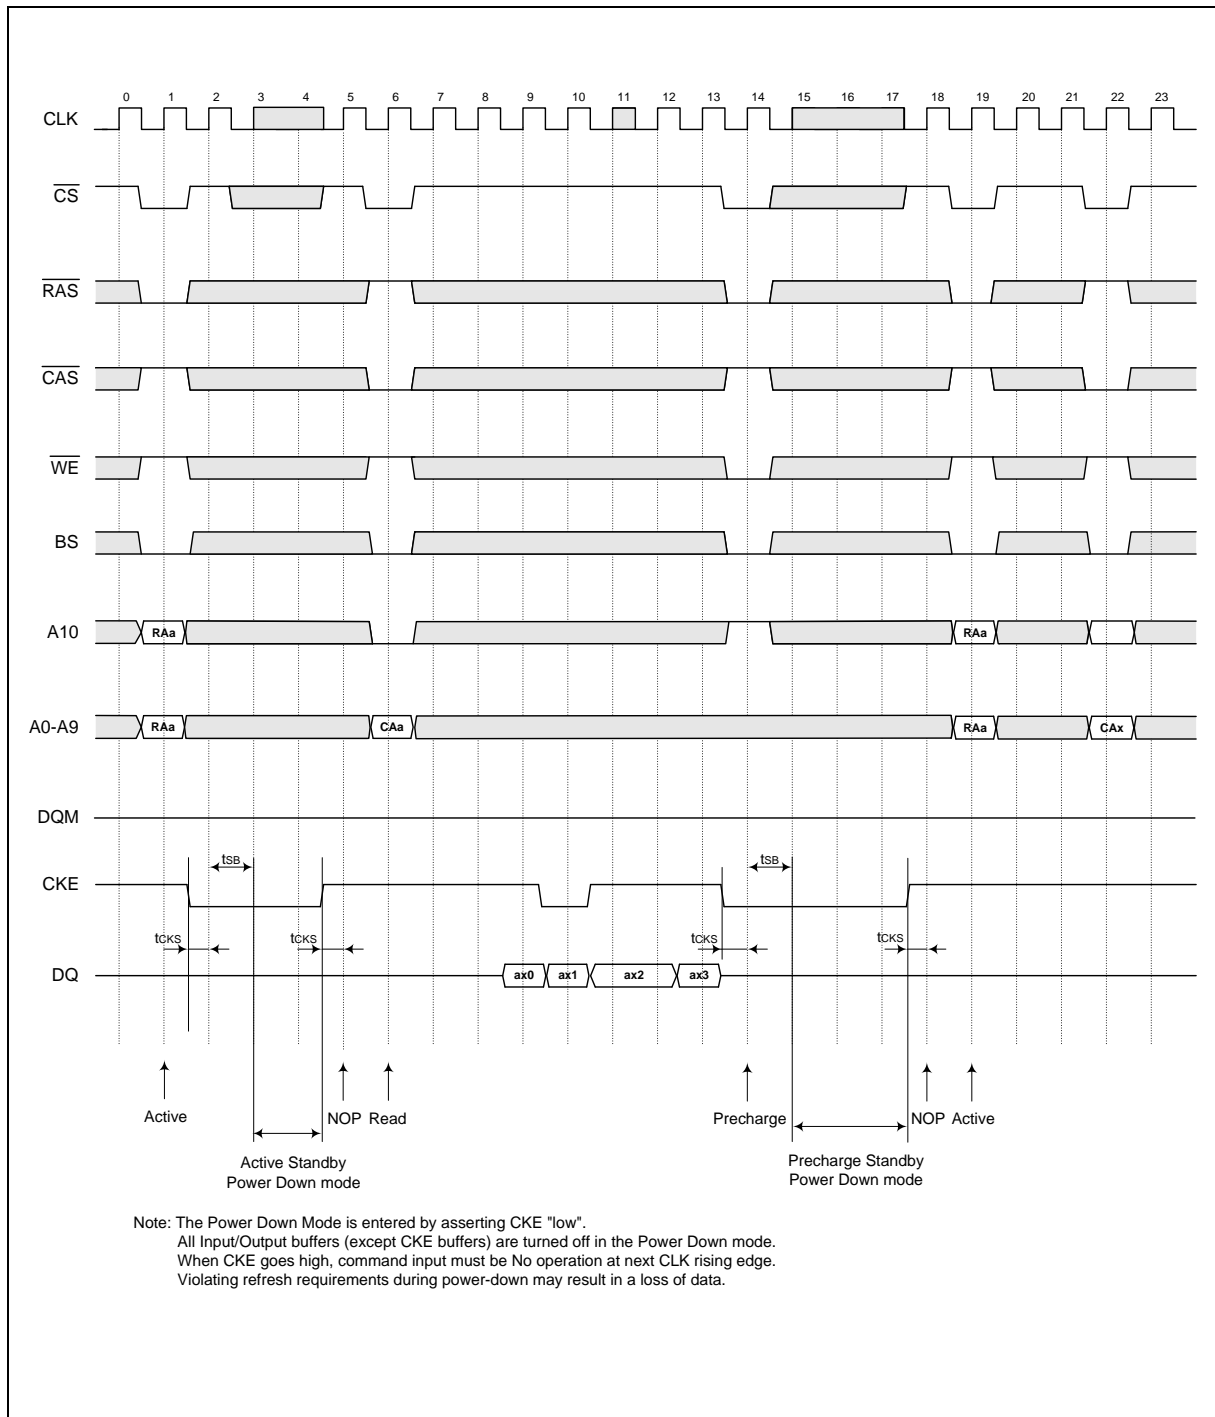 0 1 2 3 4 5 6 7 8 9 10 11 12 13 14 15 16 17 18 19 20 21 22 23
CLK
CS
RAS
CAS
WE
BS
A10 RAa RAa
A0-A9 RAa CAa RAa CAx
DQM
tSB tSB
CKE
tCKS tCKS tCKS tCKS
DQ ax0 ax1 ax2 ax3
Active NOP Read Precharge NOP Active
Active Standby
Power Down mode
Precharge Standby
Power Down mode
Note: The Power Down Mode is entered by asserting CKE "low".
All Input/Output buffers (except CKE buffers) are turned off in the Power Down mode.
When CKE goes high, command input must be No operation at next CLK rising edge.
Violating refresh requirements during power-down may result in a loss of data.